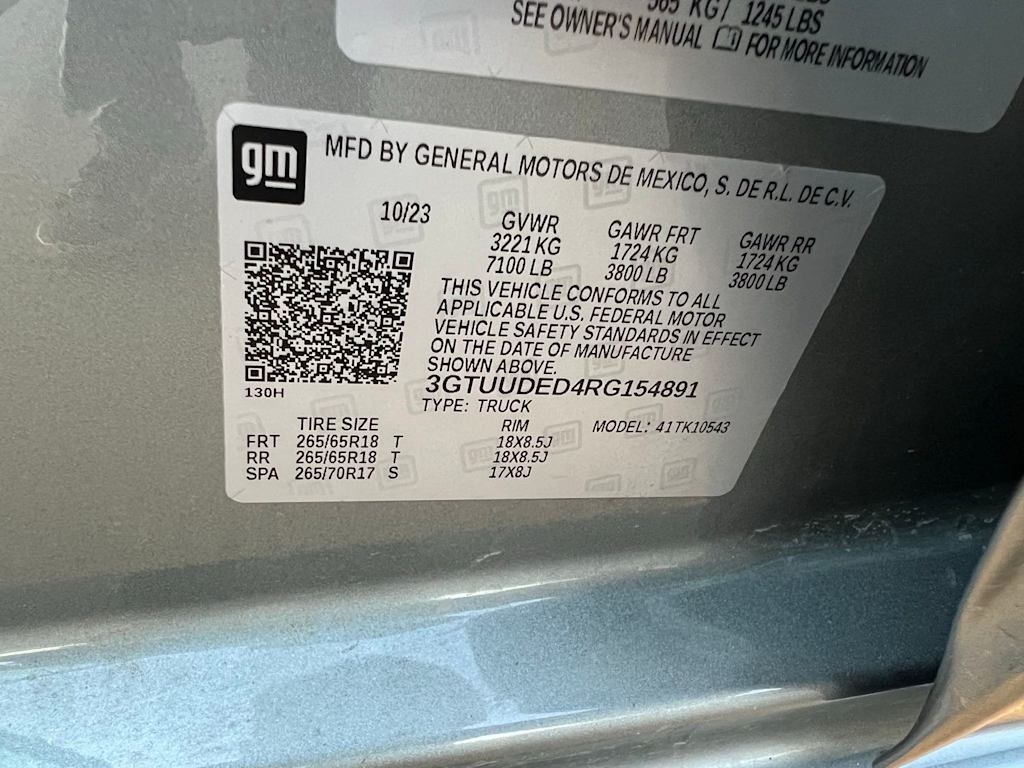 565 KG / 1245 LBS
SEE OWNER'S MANUAL FOR MORE INFORMATION
gm
MFD BY GENERAL MOTORS DE MEXICO, S. DE R.L. DE C.V.
10/23 GVWR GAWR FRT GAWR RR
3221 KG 1724 KG 1724 KG
7100 LB 3800 LB 3800 LB
THIS VEHICLE CONFORMS TO ALL
APPLICABLE U.S. FEDERAL MOTOR
VEHICLE SAFETY STANDARDS IN EFFECT
ON THE DATE OF MANUFACTURE
SHOWN ABOVE.
130H
3GTUUDED4RG154891
TYPE: TRUCK
TIRE SIZE RIM MODEL: 41TK10543
FRT 265/65R18 T 18X8.5J
RR 265/65R18 T 18X8.5J
SPA 265/70R17 S 17X8J